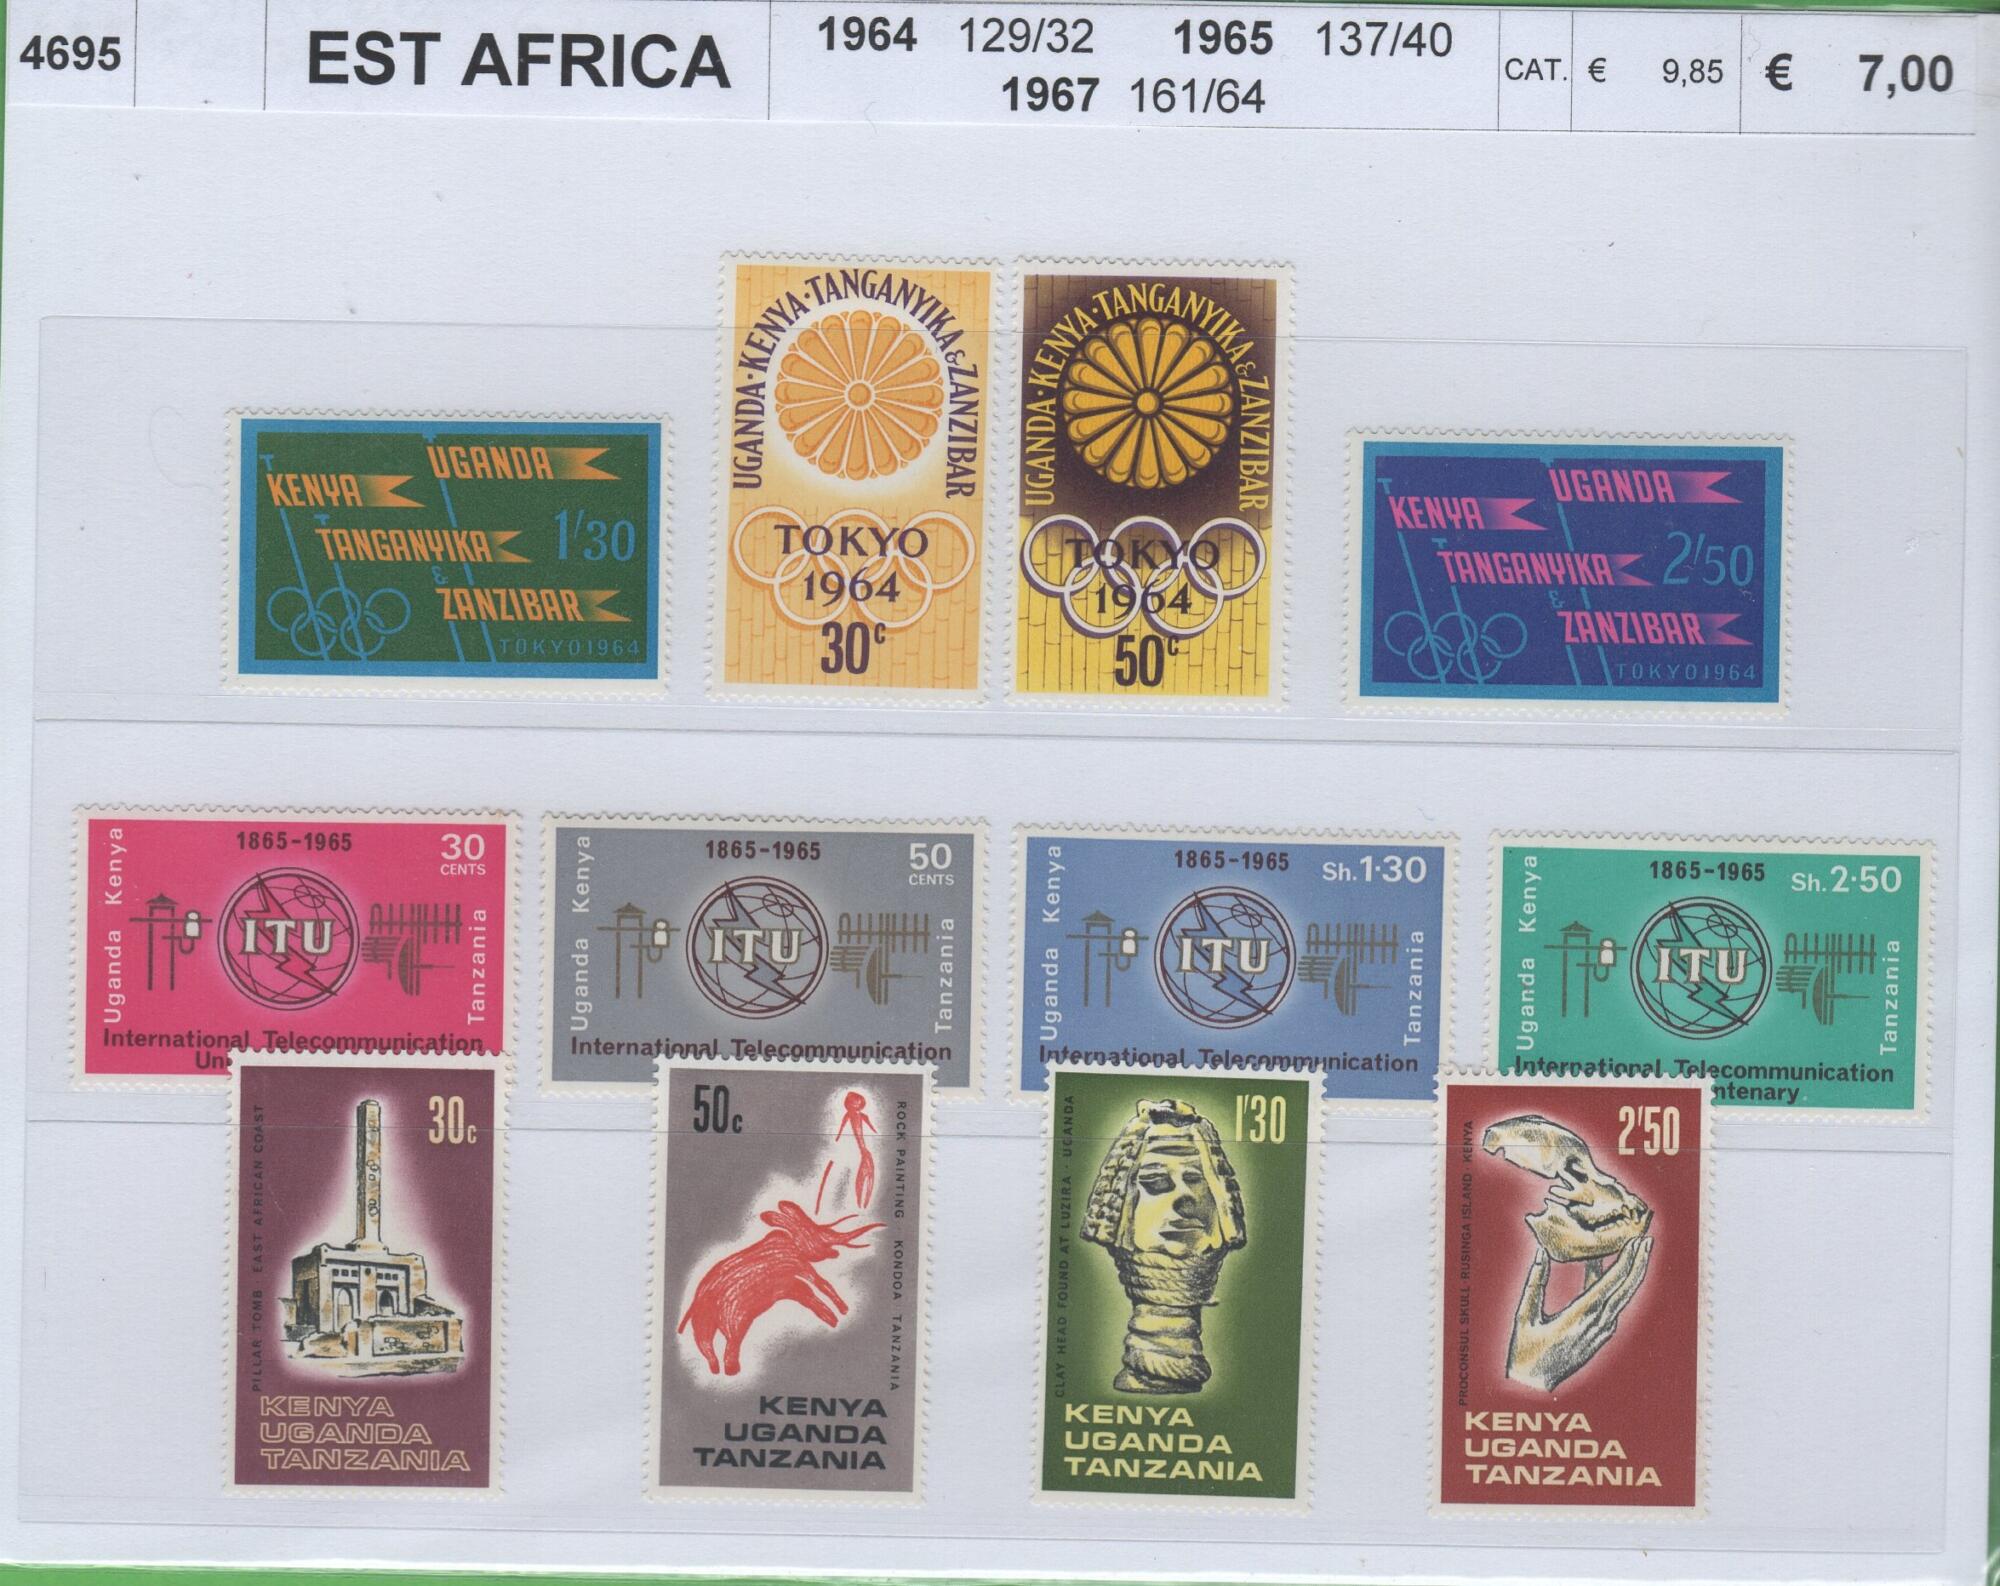 4695
EST AFRICA
1964 129/32 1965 137/40
1967 161/64
CAT. € 9,85
€ 7,00
KENYA
UGANDA
TANGANYIKA
&
ZANZIBAR
1/30
TOKYO1964
UGANDA·KENYA·TANGANYIKA&ZANZIBAR
TOKYO
1964
30c
UGANDA·KENYA·TANGANYIKA&ZANZIBAR
TOKYO
1964
50c
KENYA
UGANDA
TANGANYIKA
&
ZANZIBAR
2/50
TOKYO1964
Uganda Kenya
1865-1965
30
CENTS
ITU
Tanzania
International Telecommunication
Uni
Uganda Kenya
1865-1965
50
CENTS
ITU
Tanzania
International Telecommunication
Uganda Kenya
1865-1965
Sh.1·30
ITU
Tanzania
International Telecommunication
Uganda Kenya
1865-1965
Sh.2·50
ITU
Tanzania
International Telecommunication
ntenary
PILLAR TOMB · EAST AFRICAN COAST
30c
KENYA
UGANDA
TANZANIA
50c
ROCK PAINTING · KONDOA · TANZANIA
KENYA
UGANDA
TANZANIA
CLAY HEAD FOUND AT LUZIRA · UGANDA
1'30
KENYA
UGANDA
TANZANIA
PROCONSUL SKULL · RUSINGA ISLAND · KENYA
2'50
KENYA
UGANDA
TANZANIA